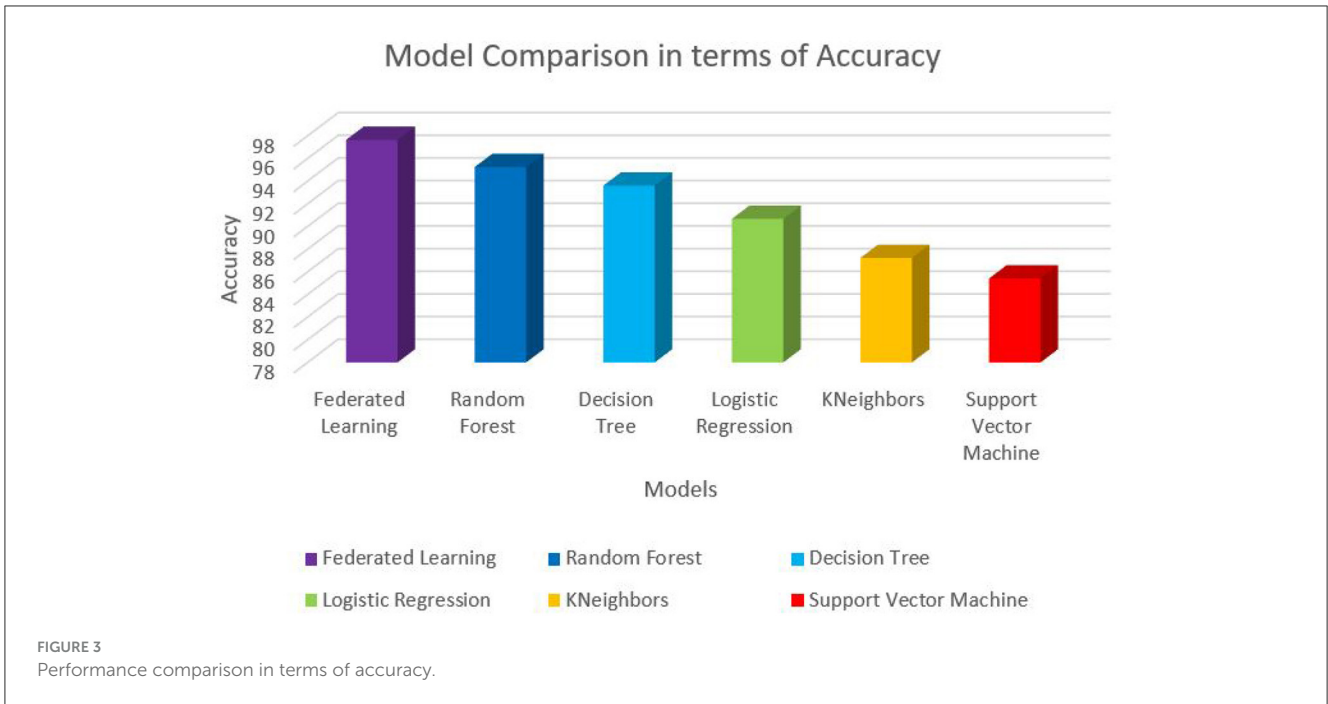 Model Comparison in terms of Accuracy
98
96
94
92
90
88
86
84
82
80
78
Accuracy
Federated Learning
Random Forest
Decision Tree
Logistic Regression
KNeighbors
Support Vector Machine
Models
Federated Learning
Random Forest
Decision Tree
Logistic Regression
KNeighbors
Support Vector Machine
FIGURE 3
Performance comparison in terms of accuracy.